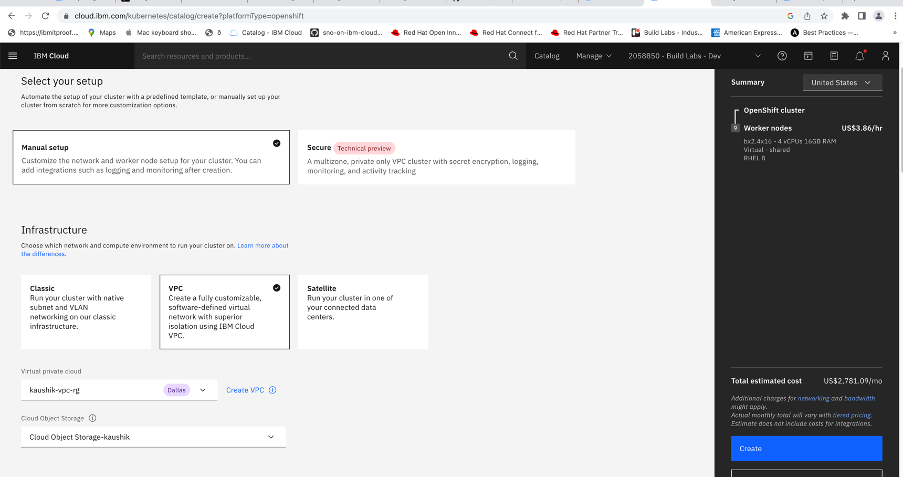 cloud.ibm.com/kubernetes/catalog/create?platformType=openshift
https://ibmitproof...
Maps
Mac keyboard sho...
Catalog - IBM Cloud
sno-on-ibm-cloud...
Red Hat Open Inn...
Red Hat Connect f...
Red Hat Partner Tr...
Build Labs - Indus...
American Express...
Best Practices —...
»
IBM Cloud
Search resources and products...
Catalog
Manage
2058850 - Build Labs - Dev
Select your setup
Automate the setup of your cluster with a predefined template, or manually set up your
cluster from scratch for more customization options.
Manual setup
Customize the network and worker node setup for your cluster. You can
add integrations such as logging and monitoring after creation.
Secure
Technical preview
A multizone, private only VPC cluster with secret encryption, logging,
monitoring, and activity tracking
Infrastructure
Choose which network and compute environment to run your cluster on. Learn more about
the differences.
Classic
Run your cluster with native
subnet and VLAN
networking on our classic
infrastructure.
VPC
Create a fully customizable,
software-defined virtual
network with superior
isolation using IBM Cloud
VPC.
Satellite
Run your cluster in one of
your connected data
centers.
Virtual private cloud
kaushik-vpc-rg
Dallas
Create VPC
Cloud Object Storage
Cloud Object Storage-kaushik
Summary
United States
OpenShift cluster
9
Worker nodes
US$3.86/hr
bx2.4x16 - 4 vCPUs 16GB RAM
Virtual - shared
RHEL 8
Total estimated cost
US$2,781.09/mo
Additional charges for networking and bandwidth
might apply.
Actual monthly total will vary with tiered pricing.
Estimate does not include costs for integrations.
Create